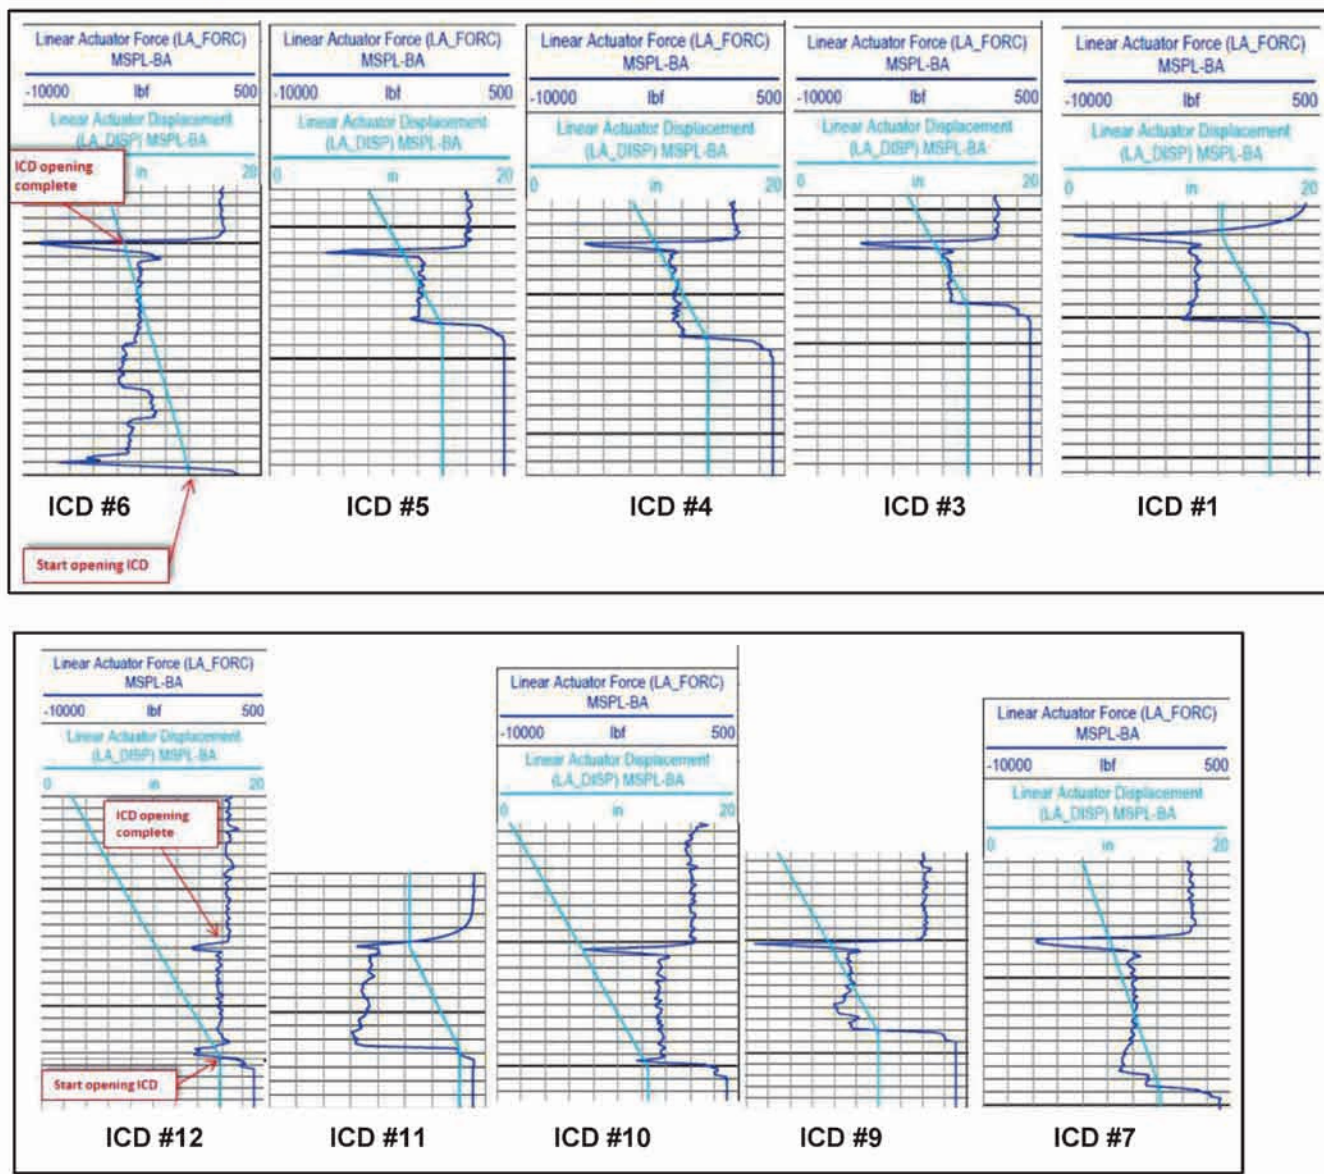 Linear Actuator Force (LA_FORC)
MSPL-BA
-10000 lbf 500
Linear Actuator Displacement
(LA_DISP) MSPL-BA
0 in 20
ICD opening
complete
ICD #6
Start opening ICD
Linear Actuator Force (LA_FORC)
MSPL-BA
-10000 lbf 500
Linear Actuator Displacement
(LA_DISP) MSPL-BA
0 in 20
ICD #5
Linear Actuator Force (LA_FORC)
MSPL-BA
-10000 lbf 500
Linear Actuator Displacement
(LA_DISP) MSPL-BA
0 in 20
ICD #4
Linear Actuator Force (LA_FORC)
MSPL-BA
-10000 lbf 500
Linear Actuator Displacement
(LA_DISP) MSPL-BA
0 in 20
ICD #3
Linear Actuator Force (LA_FORC)
MSPL-BA
-10000 lbf 500
Linear Actuator Displacement
(LA_DISP) MSPL-BA
0 in 20
ICD #1
Linear Actuator Force (LA_FORC)
MSPL-BA
-10000 lbf 500
Linear Actuator Displacement
(LA_DISP) MSPL-BA
0 in 20
ICD opening
complete
Start opening ICD
ICD #12
ICD #11
Linear Actuator Force (LA_FORC)
MSPL-BA
-10000 lbf 500
Linear Actuator Displacement
(LA_DISP) MSPL-BA
0 in 20
ICD #10
ICD #9
Linear Actuator Force (LA_FORC)
MSPL-BA
-10000 lbf 500
Linear Actuator Displacement
(LA_DISP) MSPL-BA
0 in 20
ICD #7